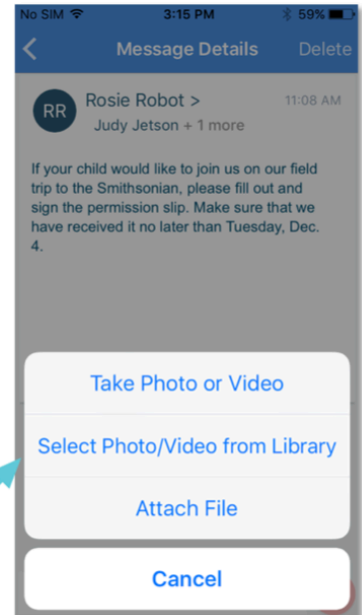 No SIM 3:15 PM 59%
Message Details Delete
RR Rosie Robot > 11:08 AM
Judy Jetson + 1 more
If your child would like to join us on our field
trip to the Smithsonian, please fill out and
sign the permission slip. Make sure that we
have received it no later than Tuesday, Dec.
4.
Take Photo or Video
Select Photo/Video from Library
Attach File
Cancel